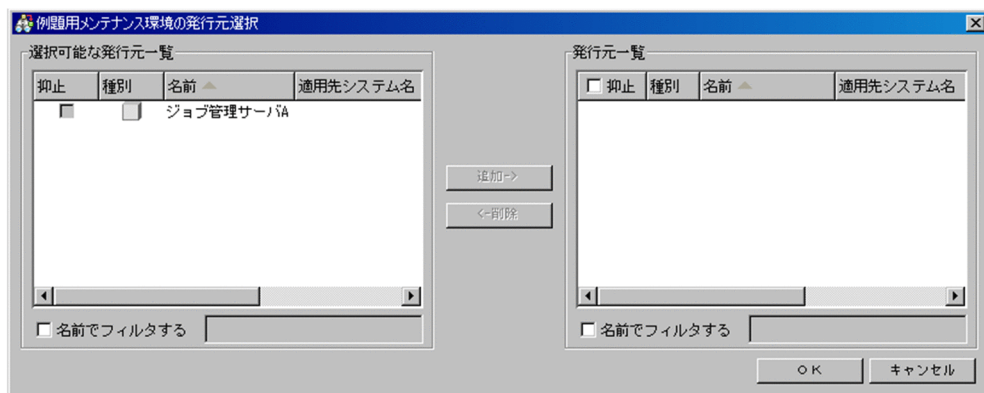 例題用メンテナンス環境の発行元選択
選択可能な発行元一覧
抑止 種別 名前 適用先システム名
ジョブ管理サーバA
名前でフィルタする
追加->
<-削除
発行元一覧
抑止 種別 名前 適用先システム名
名前でフィルタする
OK キャンセル